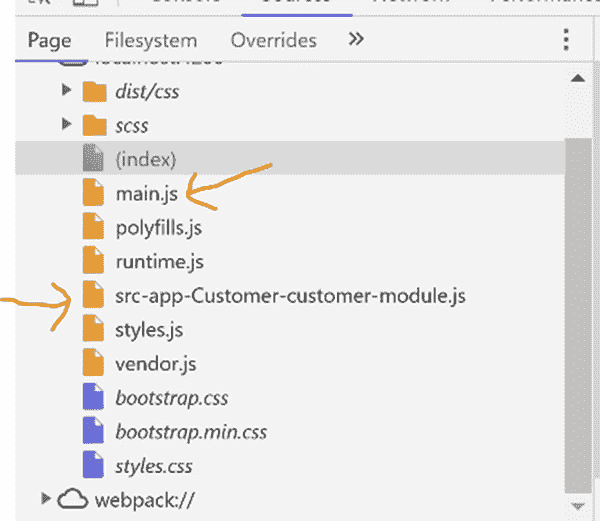 Page Filesystem Overrides
dist/css
scss
(index)
main.js
polyfills.js
runtime.js
src-app-Customer-customer-module.js
styles.js
vendor.js
bootstrap.css
bootstrap.min.css
styles.css
webpack://